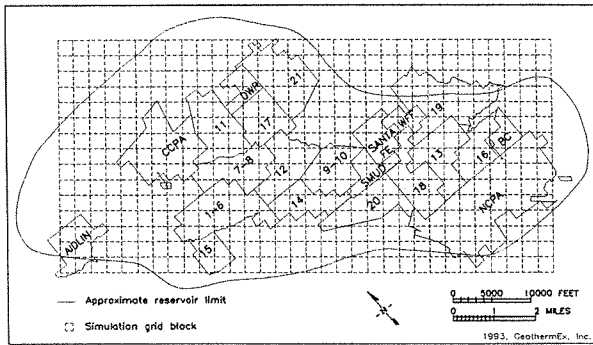 DWR
21
11
17
CCPA
7-8
12
9-10
SANTA FE
WFF
19
SMUD
13
16
BC
1-6
14
18
20
NCPA
15
AIDLIN
Approximate reservoir limit
Simulation grid block
-N-
0 5000 10000 FEET
0 1 2 MILES
1993, GeothermEx, Inc.